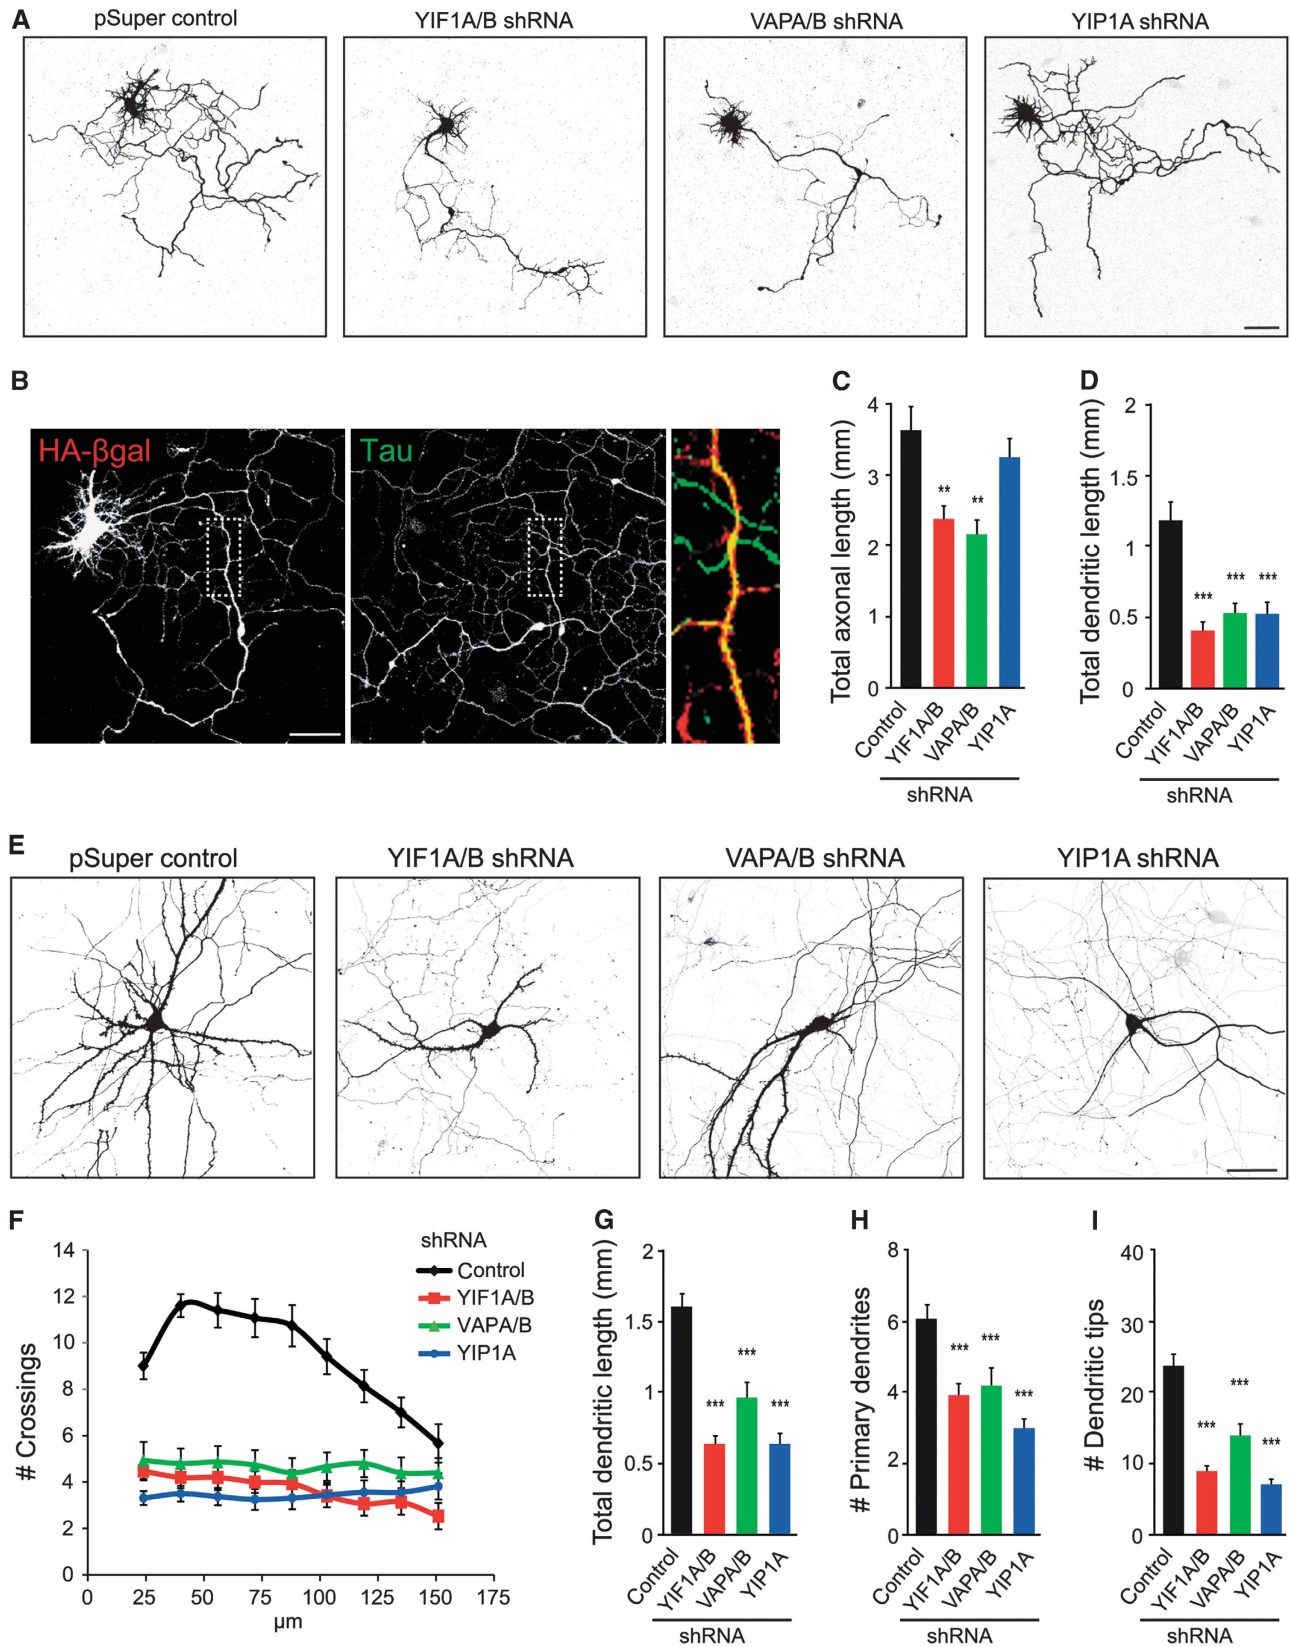 A
pSuper control
YIF1A/B shRNA
VAPA/B shRNA
YIP1A shRNA
B
HA-βgal
Tau
C
Total axonal length (mm)
4
3
2
1
0
**
**
Control
YIF1A/B
VAPA/B
YIP1A
shRNA
D
Total dendritic length (mm)
2
1.5
1
0.5
0
***
***
***
Control
YIF1A/B
VAPA/B
YIP1A
shRNA
E
pSuper control
YIF1A/B shRNA
VAPA/B shRNA
YIP1A shRNA
F
# Crossings
14
12
10
8
6
4
2
0
0
25
50
75
100
125
150
175
µm
shRNA
Control
YIF1A/B
VAPA/B
YIP1A
G
Total dendritic length (mm)
2
1.5
1
0.5
0
***
***
***
Control
YIF1A/B
VAPA/B
YIP1A
shRNA
H
# Primary dendrites
8
6
4
2
0
***
***
***
Control
YIF1A/B
VAPA/B
YIP1A
shRNA
I
# Dendritic tips
40
30
20
10
0
***
***
***
Control
YIF1A/B
VAPA/B
YIP1A
shRNA